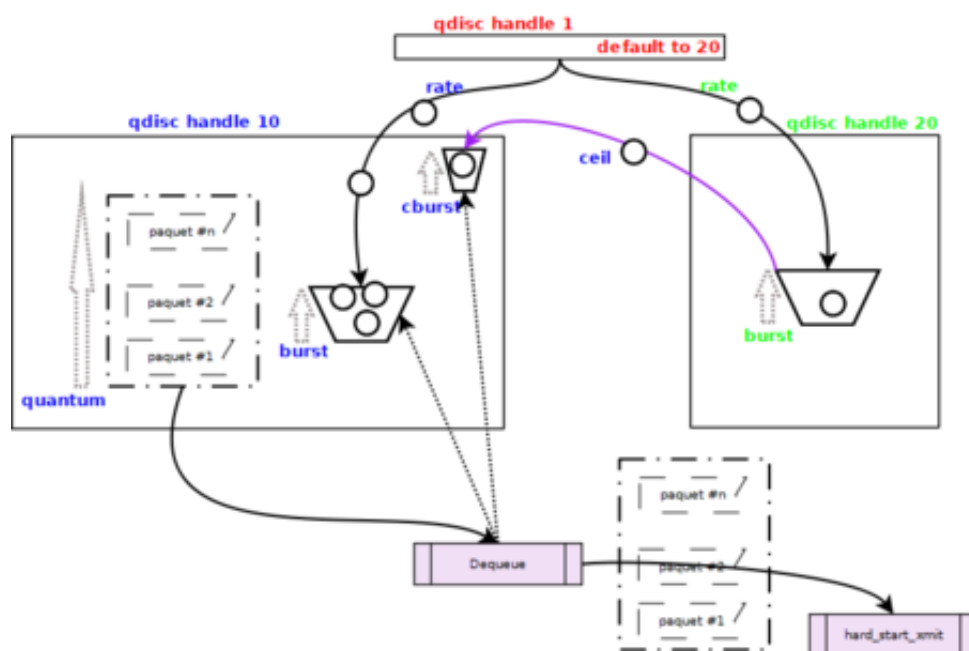 qdisc handle 1
default to 20
rate
rate
qdisc handle 10
qdisc handle 20
ceil
cburst
paquet #n
paquet #2
paquet #1
burst
burst
quantum
paquet #n
paquet #2
paquet #1
Dequeue
hard_start_xmit